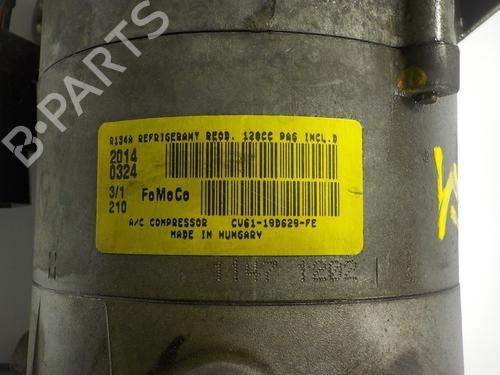 R134A REFRIGERANT REQD. 120CC PAG INCL.D
2014
0324
3/1
210
FoMoCo
A/C COMPRESSOR CV61-19D629-FE
MADE IN HUNGARY
1147 1202
B-PARTS